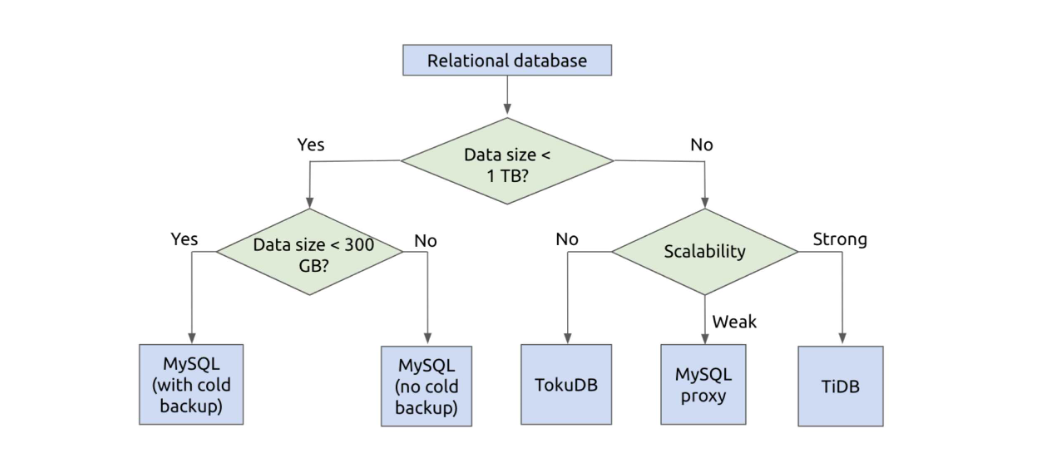 Relational database
Yes
No
Data size <
1 TB?
Yes
Data size < 300
GB?
No
No
Scalability
Strong
Weak
MySQL
(with cold
backup)
MySQL
(no cold
backup)
TokuDB
MySQL
proxy
TiDB